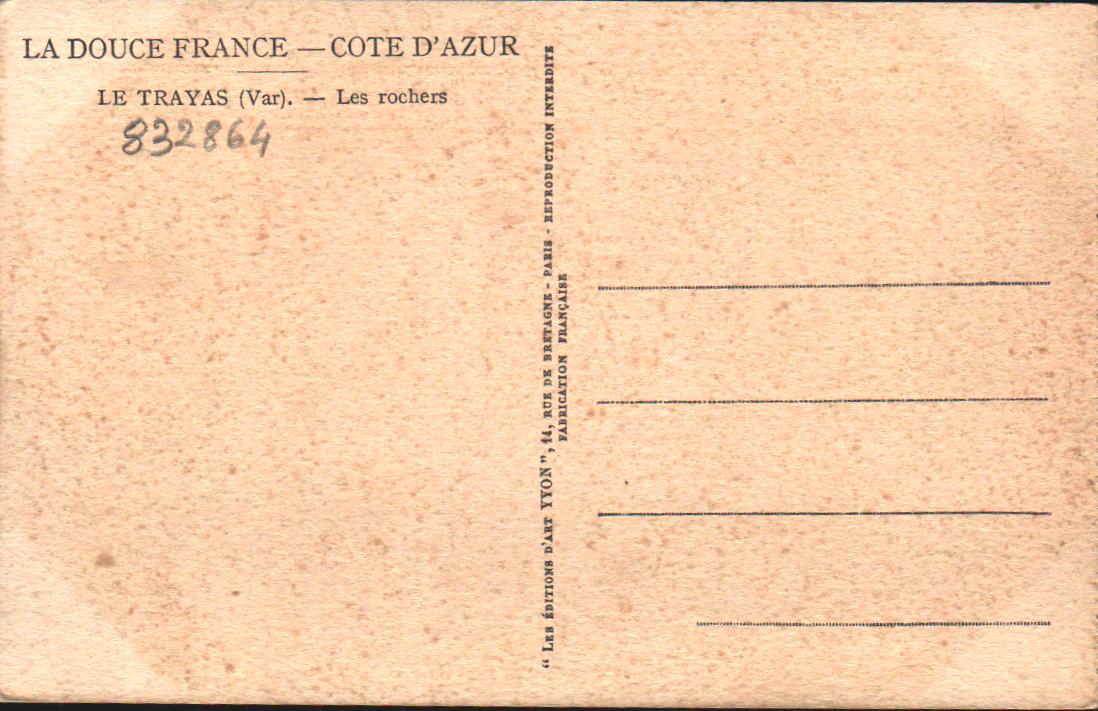 LA DOUCE FRANCE — COTE D'AZUR
LE TRAYAS (Var). — Les rochers
832864
“ LES ÉDITIONS D'ART YVON”, 14, RUE DE BRETAGNE - PARIS - REPRODUCTION INTERDITE
FABRICATION FRANÇAISE